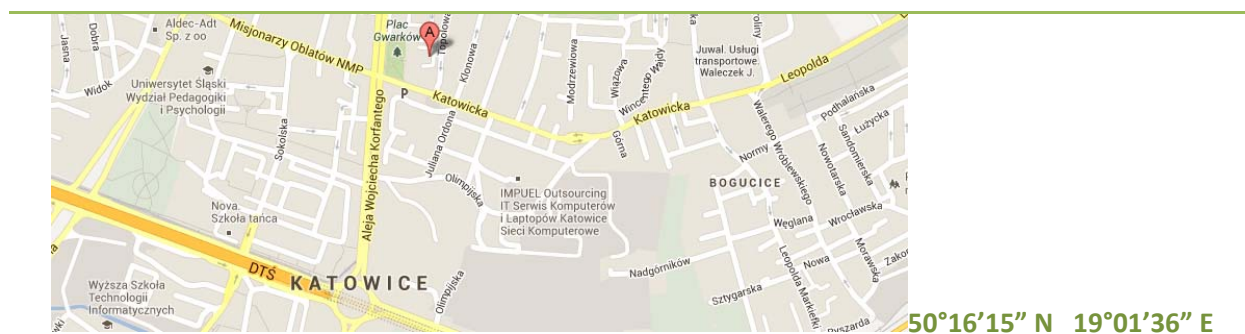 Aldec-Adt
Sp. z oo
Jasna
Dobra
Widok
Misjonarzy Oblatów NMP
Plac
Gwarków
A
Topolowa
Klonowa
Modrzewiowa
Wiązowa
Wincentego Wajdy
Juwal. Usługi
transportowe.
Waleczek J.
Leopolda
Uniwersytet Śląski
Wydział Pedagogiki
i Psychologii
P
Katowicka
Katowicka
Górna
Sokolska
Aleja Wojciecha Korfantego
Juliana Ordona
Olimpijska
IMPUEL Outsourcing
IT Serwis Komputerów
i Laptopów Katowice
Sieci Komputerowe
Normy
Walerego Wróblewskiego
Podhalańska
Łużycka
Sandomierska
Nowotarska
BOGUCICE
Nova.
Szkoła tańca
Węglana
Wrocławska
Morawska
Nowa
Leopolda Markiefki
Nadgórników
Sztygarska
DTŚ
KATOWICE
Olimpijska
Wyższa Szkoła
Technologii
Informatycznych
Ryszarda
50°16’15” N 19°01’36” E